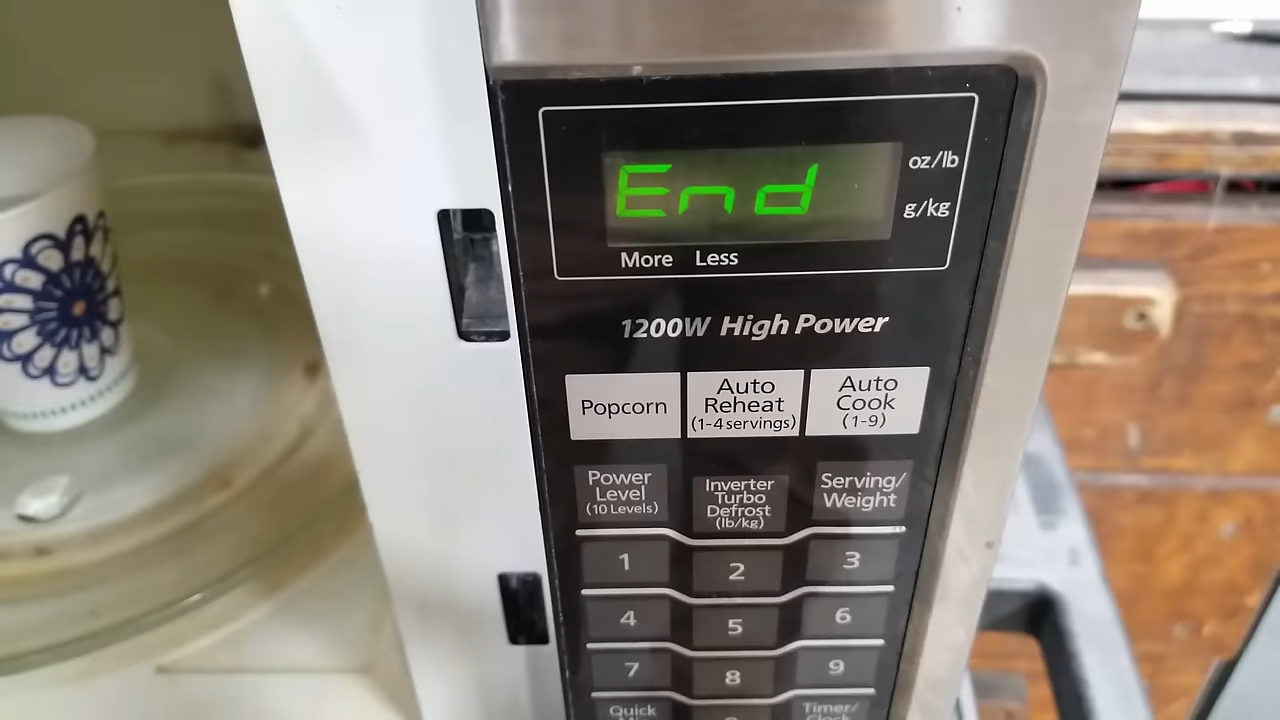 End
oz/lb
g/kg
More Less
1200W High Power
Popcorn
Auto
Reheat
(1-4 servings)
Auto
Cook
(1-9)
Power
Level
(10 Levels)
Inverter
Turbo
Defrost
(lb/kg)
Serving/
Weight
1
2
3
4
5
6
7
8
9
Quick
Timer/
Clock